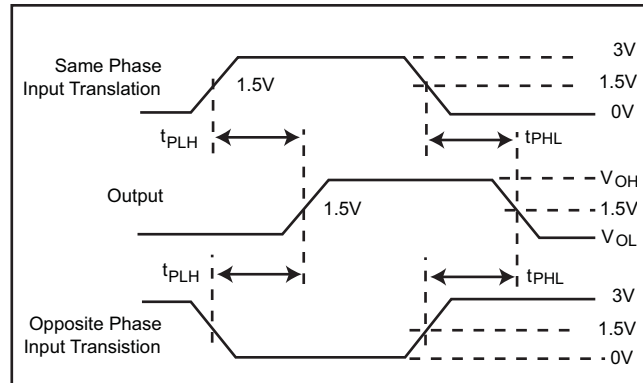 3V
Same Phase
Input Translation
1.5V
1.5V
0V
tPLH
tPHL
VOH
Output
1.5V
1.5V
VOL
tPLH
tPHL
3V
Opposite Phase
Input Transistion
1.5V
0V